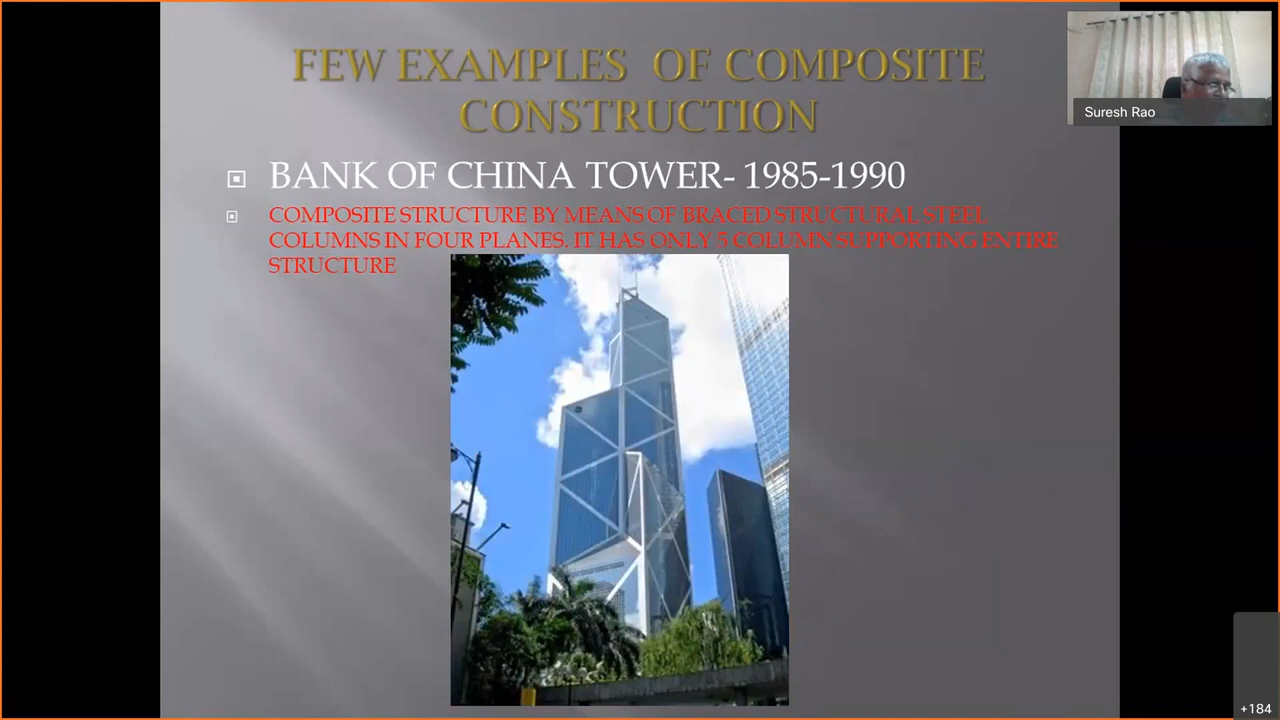 FEW EXAMPLES OF COMPOSITE
CONSTRUCTION
BANK OF CHINA TOWER- 1985-1990
COMPOSITE STRUCTURE BY MEANS OF BRACED STRUCTURAL STEEL
COLUMNS IN FOUR PLANES. IT HAS ONLY 5 COLUMN SUPPORTING ENTIRE
STRUCTURE
Suresh Rao
+184